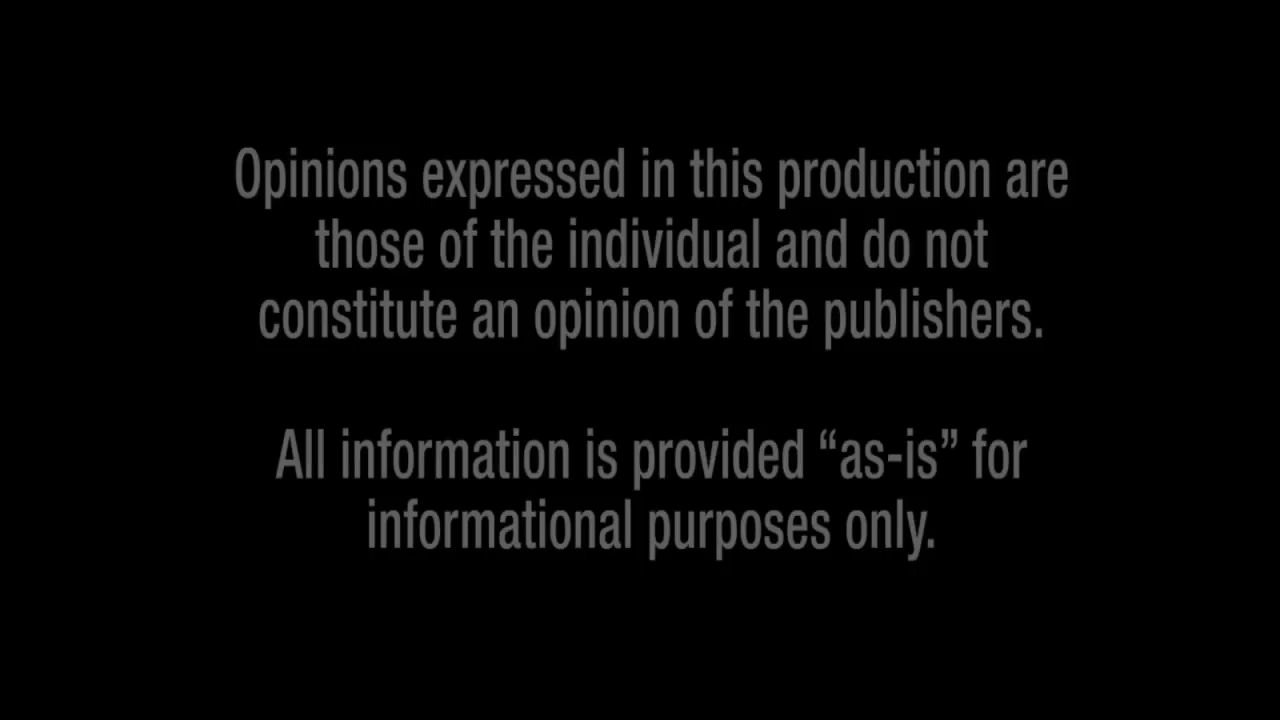 Opinions expressed in this production are
those of the individual and do not
constitute an opinion of the publishers.
All information is provided “as-is” for
informational purposes only.